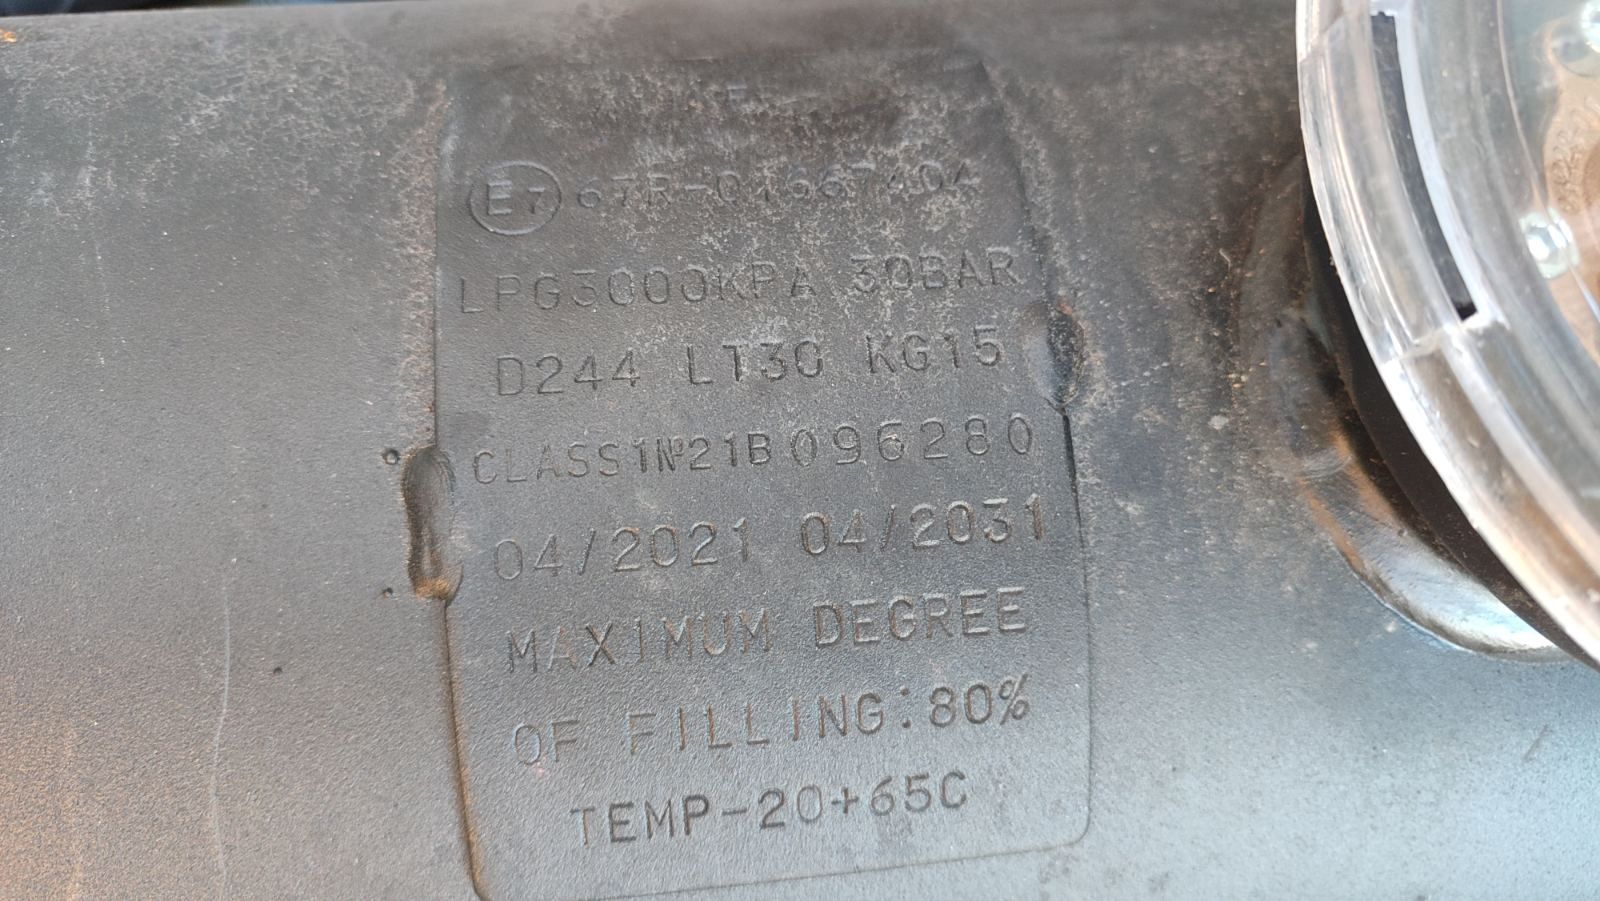 E7 67R-01667404
LPG3000KPA 30BAR
D244 LT30 KG15
CLASS1№21B096280
04/2021 04/2031
MAXIMUM DEGREE
OF FILLING:80%
TEMP-20+65C